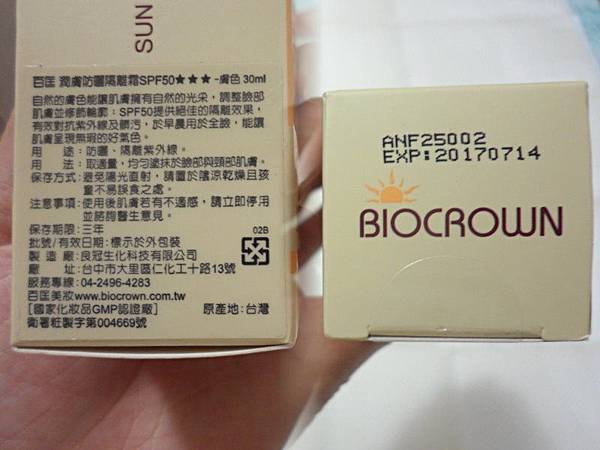 SUN
百匡 潤膚防曬隔離霜SPF50★★★-膚色 30ml
自然的膚色能讓肌膚擁有自然的光采，調整臉部
肌膚並修飾輪廓；SPF50提供絕佳的隔離效果，
有效對抗紫外線及髒污，於早晨用於全臉，能讓
肌膚呈現無瑕的好氣色。
用　　途：防曬、隔離紫外線。
用　　法：取適量，均勻塗抹於臉部與頸部肌膚。
保存方式：避免陽光直射，請置於陰涼乾燥且孩
童不易誤食之處。
注意事項：使用後肌膚若有不適感，請立即停用
並諮詢醫生意見。
保存期限：三年
02B
批號/有效日期：標示於外包裝
製 造 廠：良冠生化科技有限公司
廠　　址：台中市大里區仁化工十路13號
服務專線：04-2496-4283
百匡美妝www.biocrown.com.tw
[國家化妝品GMP認證廠]　原產地：台灣
衛署粧製字第004669號
ANF25002
EXP:20170714
BIOCROWN